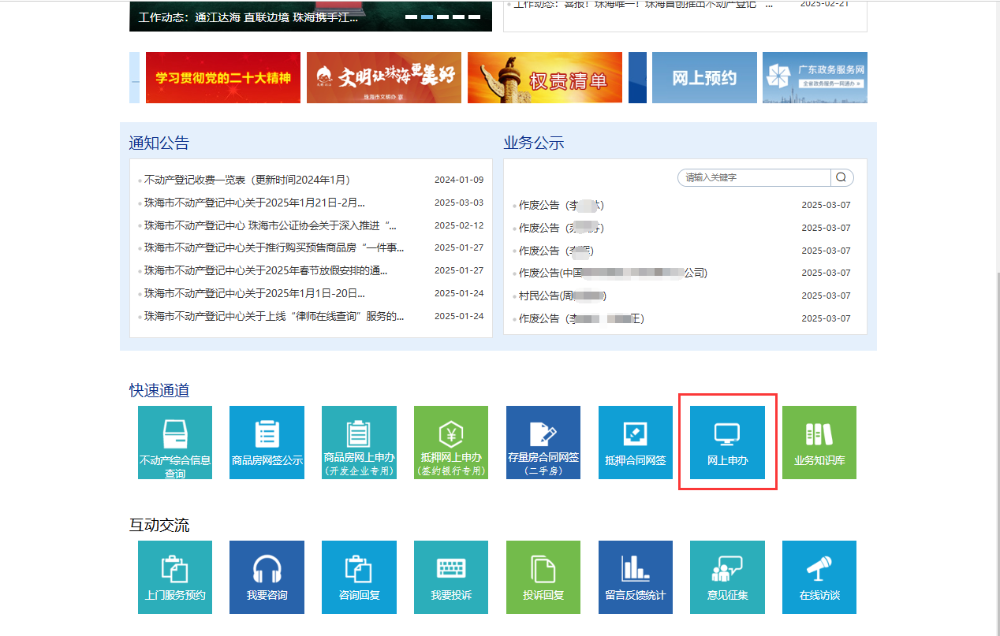 工作动态：通江达海 直联边境 珠海携手江...
工作动态：喜报！珠海唯一！珠海首创推出不动产登记 ...
2025-02-21
学习贯彻党的二十大精神
文明让珠海更美好
珠海市文明办 宣
权责清单
网上预约
广东政务服务网
全省政务服务一网通办 »
通知公告
不动产登记收费一览表（更新时间2024年1月）
2024-01-09
珠海市不动产登记中心关于2025年1月21日-2月...
2025-03-03
珠海市不动产登记中心 珠海市公证协会关于深入推进“...
2025-02-12
珠海市不动产登记中心关于推行购买预售商品房“一件事...
2025-01-27
珠海市不动产登记中心关于2025年春节放假安排的通...
2025-01-27
珠海市不动产登记中心关于2025年1月1日-20日...
2025-01-24
珠海市不动产登记中心关于上线“律师在线查询”服务的...
2025-01-24
业务公示
请输入关键字
作废公告（李
2025-03-07
作废公告（苏
2025-03-07
作废公告（李
2025-03-07
作废公告(中国 公司)
2025-03-07
村民公告(周 )
2025-03-07
作废公告（李 王）
2025-03-07
快速通道
不动产综合信息
查询
商品房网签公示
商品房网上申办
(开发企业专用)
抵押网上申办
(签约银行专用)
存量房合同网签
(二手房)
抵押合同网签
网上申办
业务知识库
互动交流
上门服务预约
我要咨询
咨询回复
我要投诉
投诉回复
留言反馈统计
意见征集
在线访谈